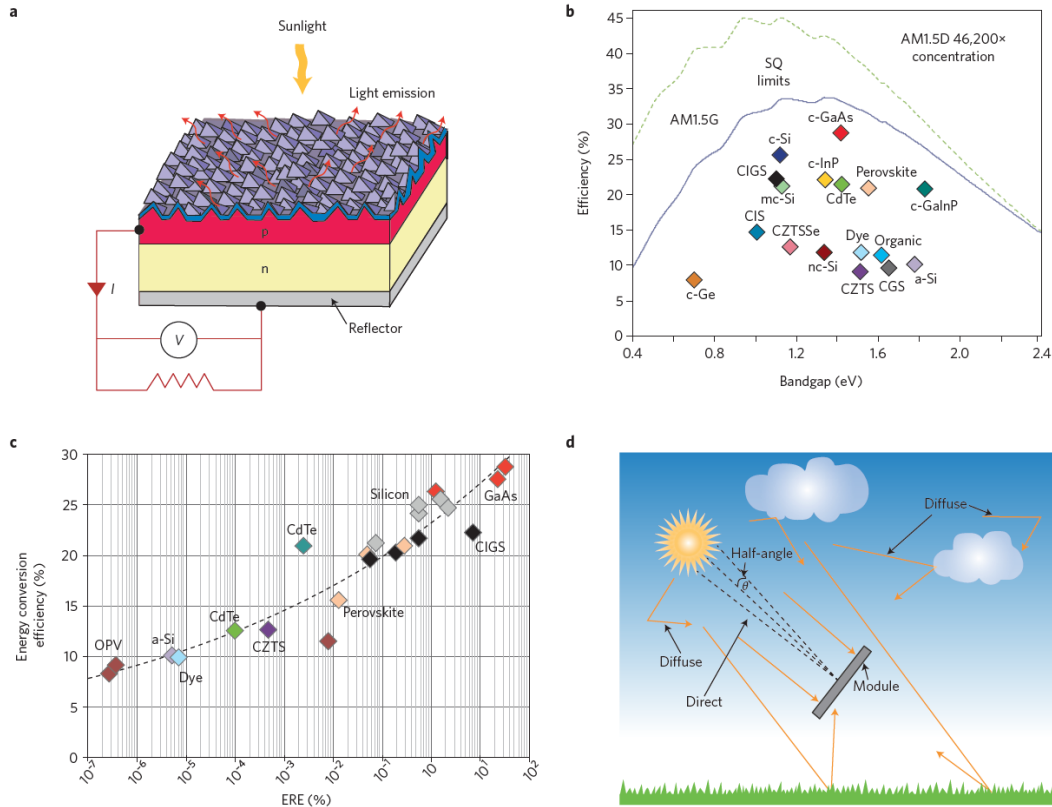 a
Sunlight
Light emission
p
n
I
V
Reflector
b
45
40
35
30
25
20
15
10
5
0
Efficiency (%)
0.4
0.8
1.2
1.6
2.0
2.4
Bandgap (eV)
AM1.5D 46,200×
concentration
SQ
limits
AM1.5G
c-GaAs
c-Si
CIGS
mc-Si
c-InP
CdTe
Perovskite
c-GaInP
CIS
CZTSSe
nc-Si
Dye
Organic
CZTS
CGS
a-Si
c-Ge
c
30
25
20
15
10
5
0
Energy conversion
efficiency (%)
10-7
10-6
10-5
10-4
10-3
10-2
10-1
10
101
102
ERE (%)
Silicon
GaAs
CdTe
CIGS
Perovskite
CdTe
CZTS
OPV
a-Si
Dye
d
Diffuse
Half-angle
θ
Diffuse
Direct
Module